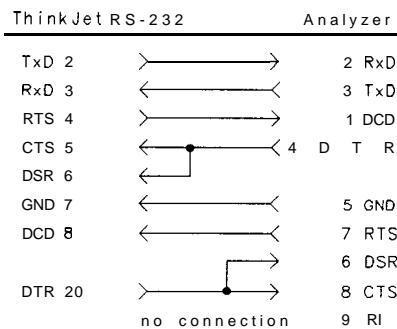 ThinkJet RS-232 Analyzer
TxD 2 2 RxD
RxD 3 3 TxD
RTS 4 1 DCD
CTS 5 4 D T R
DSR 6
GND 7 5 GND
DCD 8 7 RTS
6 DSR
DTR 20 8 CTS
no connection 9 RI